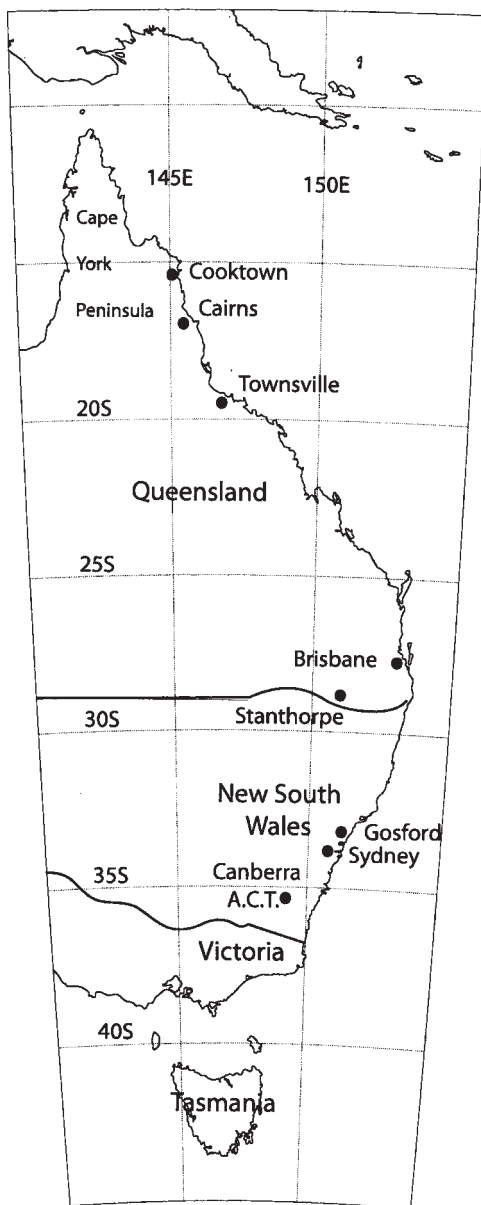 145E
150E
Cape
York
Peninsula
Cooktown
Cairns
Townsville
20S
Queensland
25S
Brisbane
Stanthorpe
30S
New South
Wales
Gosford
Sydney
Canberra
A.C.T.
35S
Victoria
40S
Tasmania